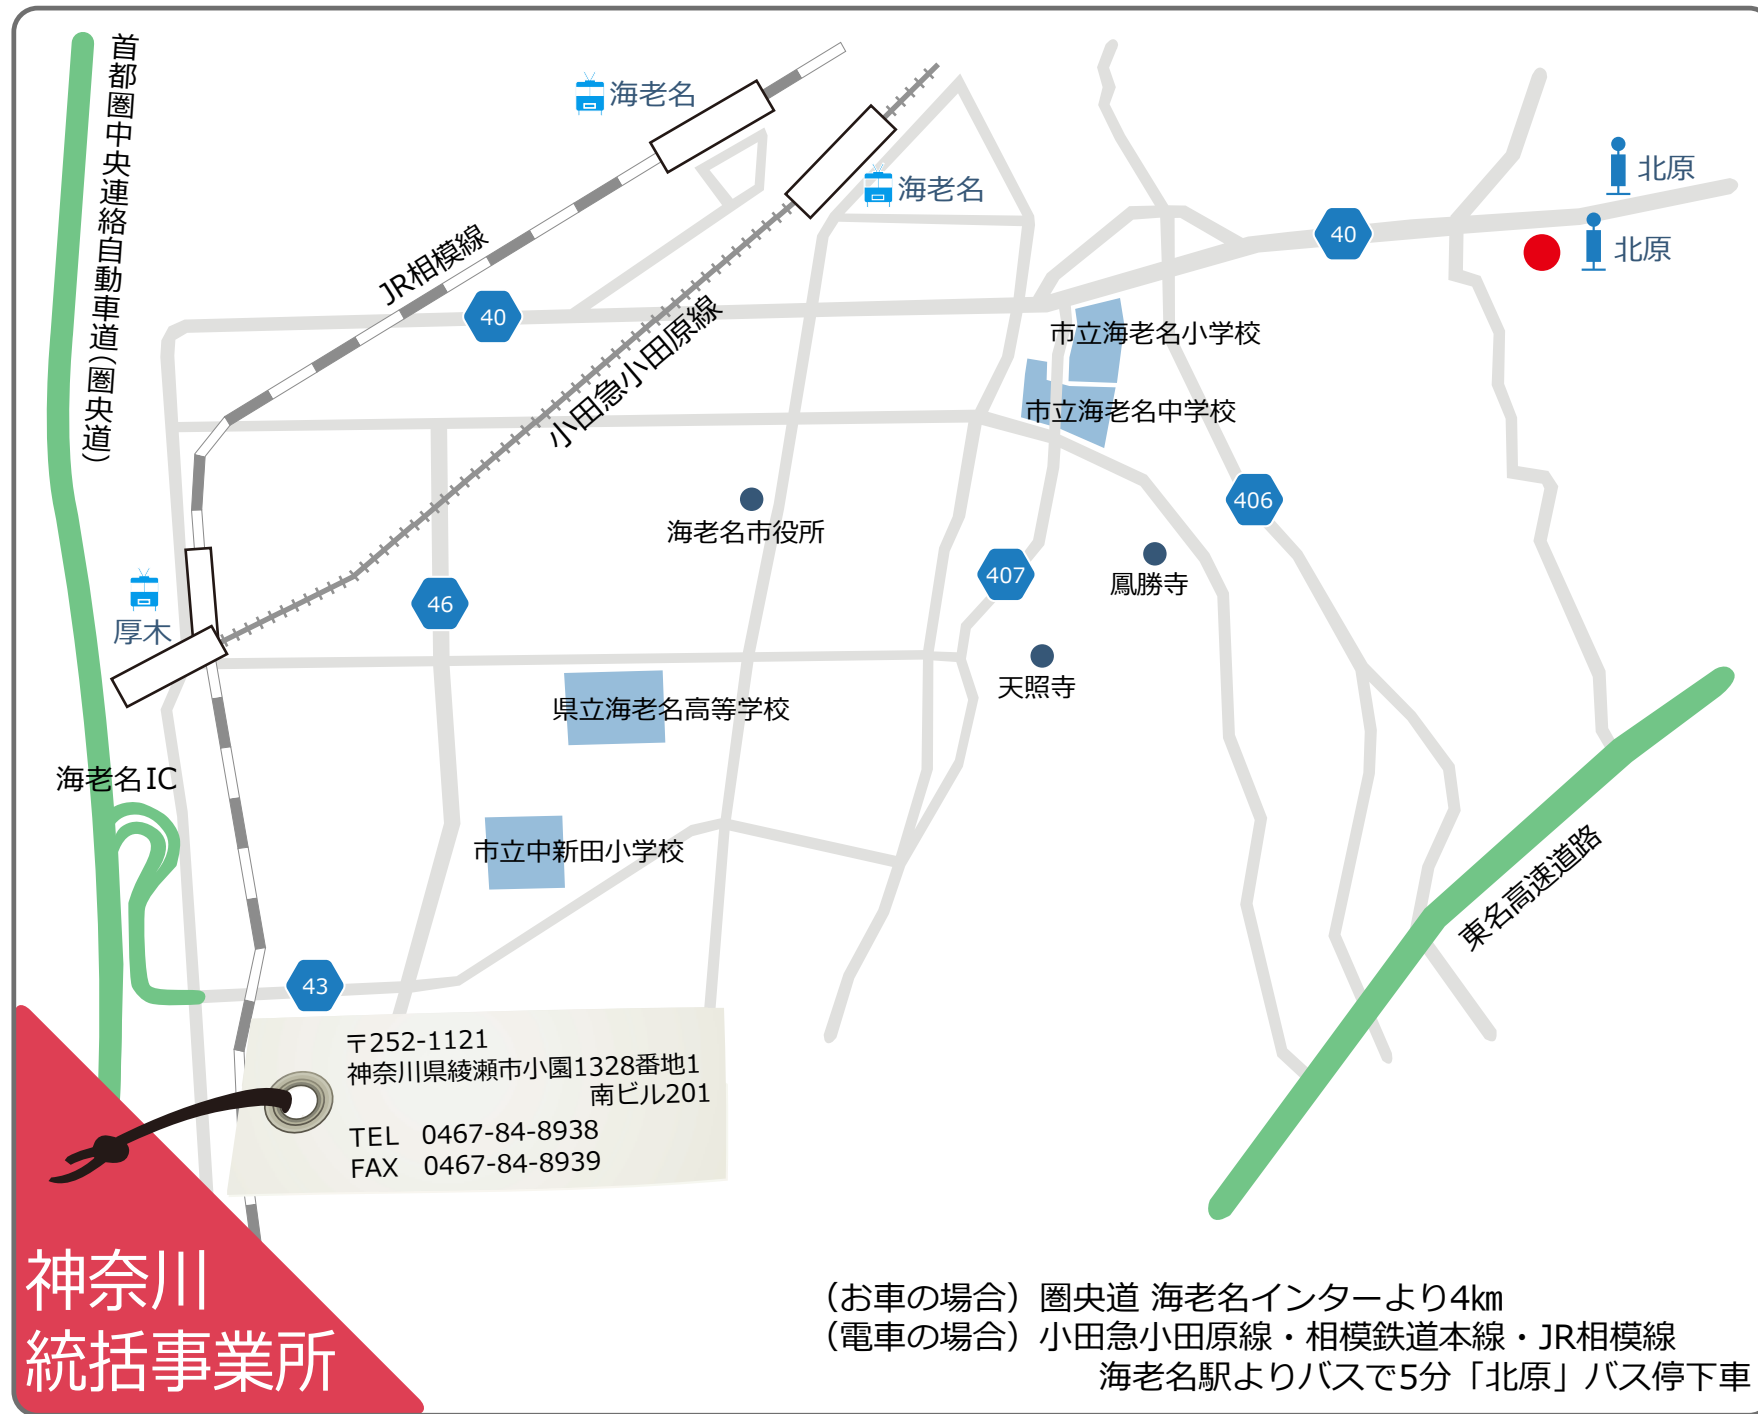 首都圏中央連絡自動車道(圏央道)
海老名
海老名
北原
40
北原
JR相模線
40
小田急小田原線
市立海老名小学校
市立海老名中学校
406
海老名市役所
407
鳳勝寺
46
厚木
天照寺
県立海老名高等学校
海老名IC
市立中新田小学校
東名高速道路
43
〒252-1121
神奈川県綾瀬市小園1328番地1
南ビル201
TEL 0467-84-8938
FAX 0467-84-8939
神奈川
統括事業所
（お車の場合）圏央道 海老名インターより4㎞
（電車の場合）小田急小田原線・相模鉄道本線・JR相模線
海老名駅よりバスで5分「北原」バス停下車